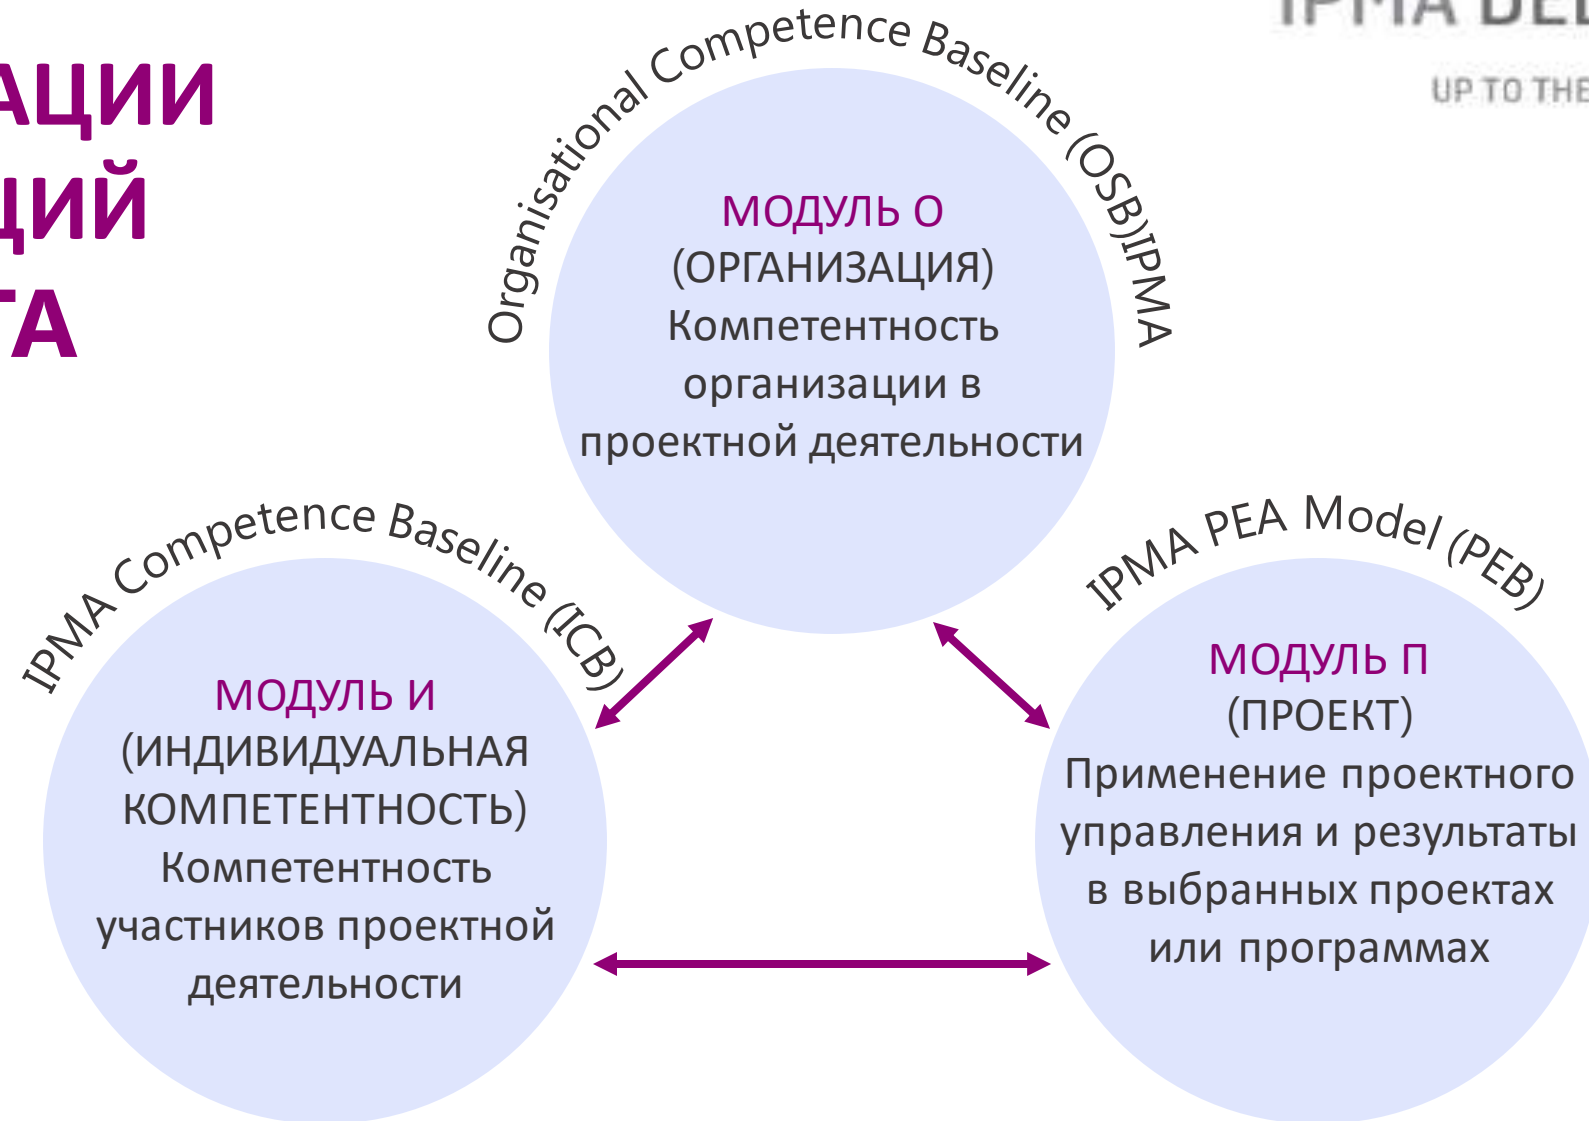 АЦИИ
ЦИЙ
ТА
IPMA DEL
UP TO THE
Organisational Competence Baseline (OSB)IPMA
МОДУЛЬ О
(ОРГАНИЗАЦИЯ)
Компетентность
организации в
проектной деятельности
IPMA Competence Baseline (ICB)
МОДУЛЬ И
(ИНДИВИДУАЛЬНАЯ
КОМПЕТЕНТНОСТЬ)
Компетентность
участников проектной
деятельности
IPMA PEA Model (PEB)
МОДУЛЬ П
(ПРОЕКТ)
Применение проектного
управления и результаты
в выбранных проектах
или программах